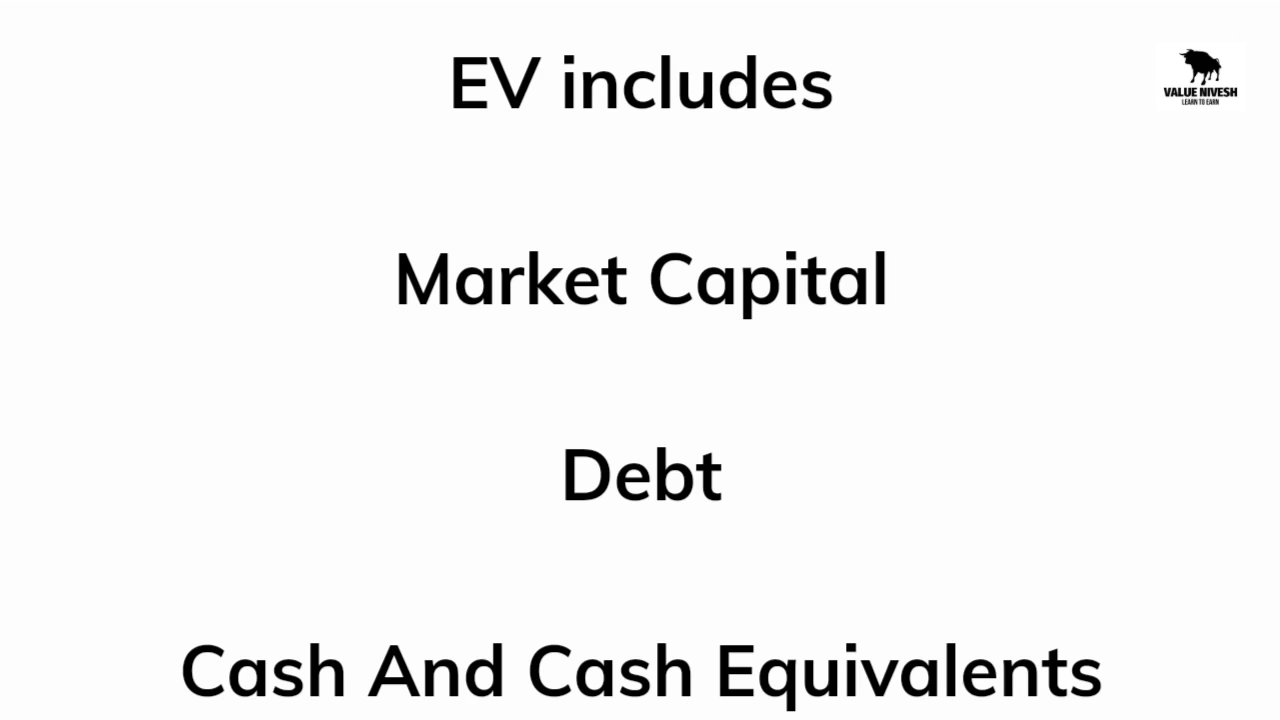 EV includes
VALUE NIVESH
LEARN TO EARN
Market Capital
Debt
Cash And Cash Equivalents